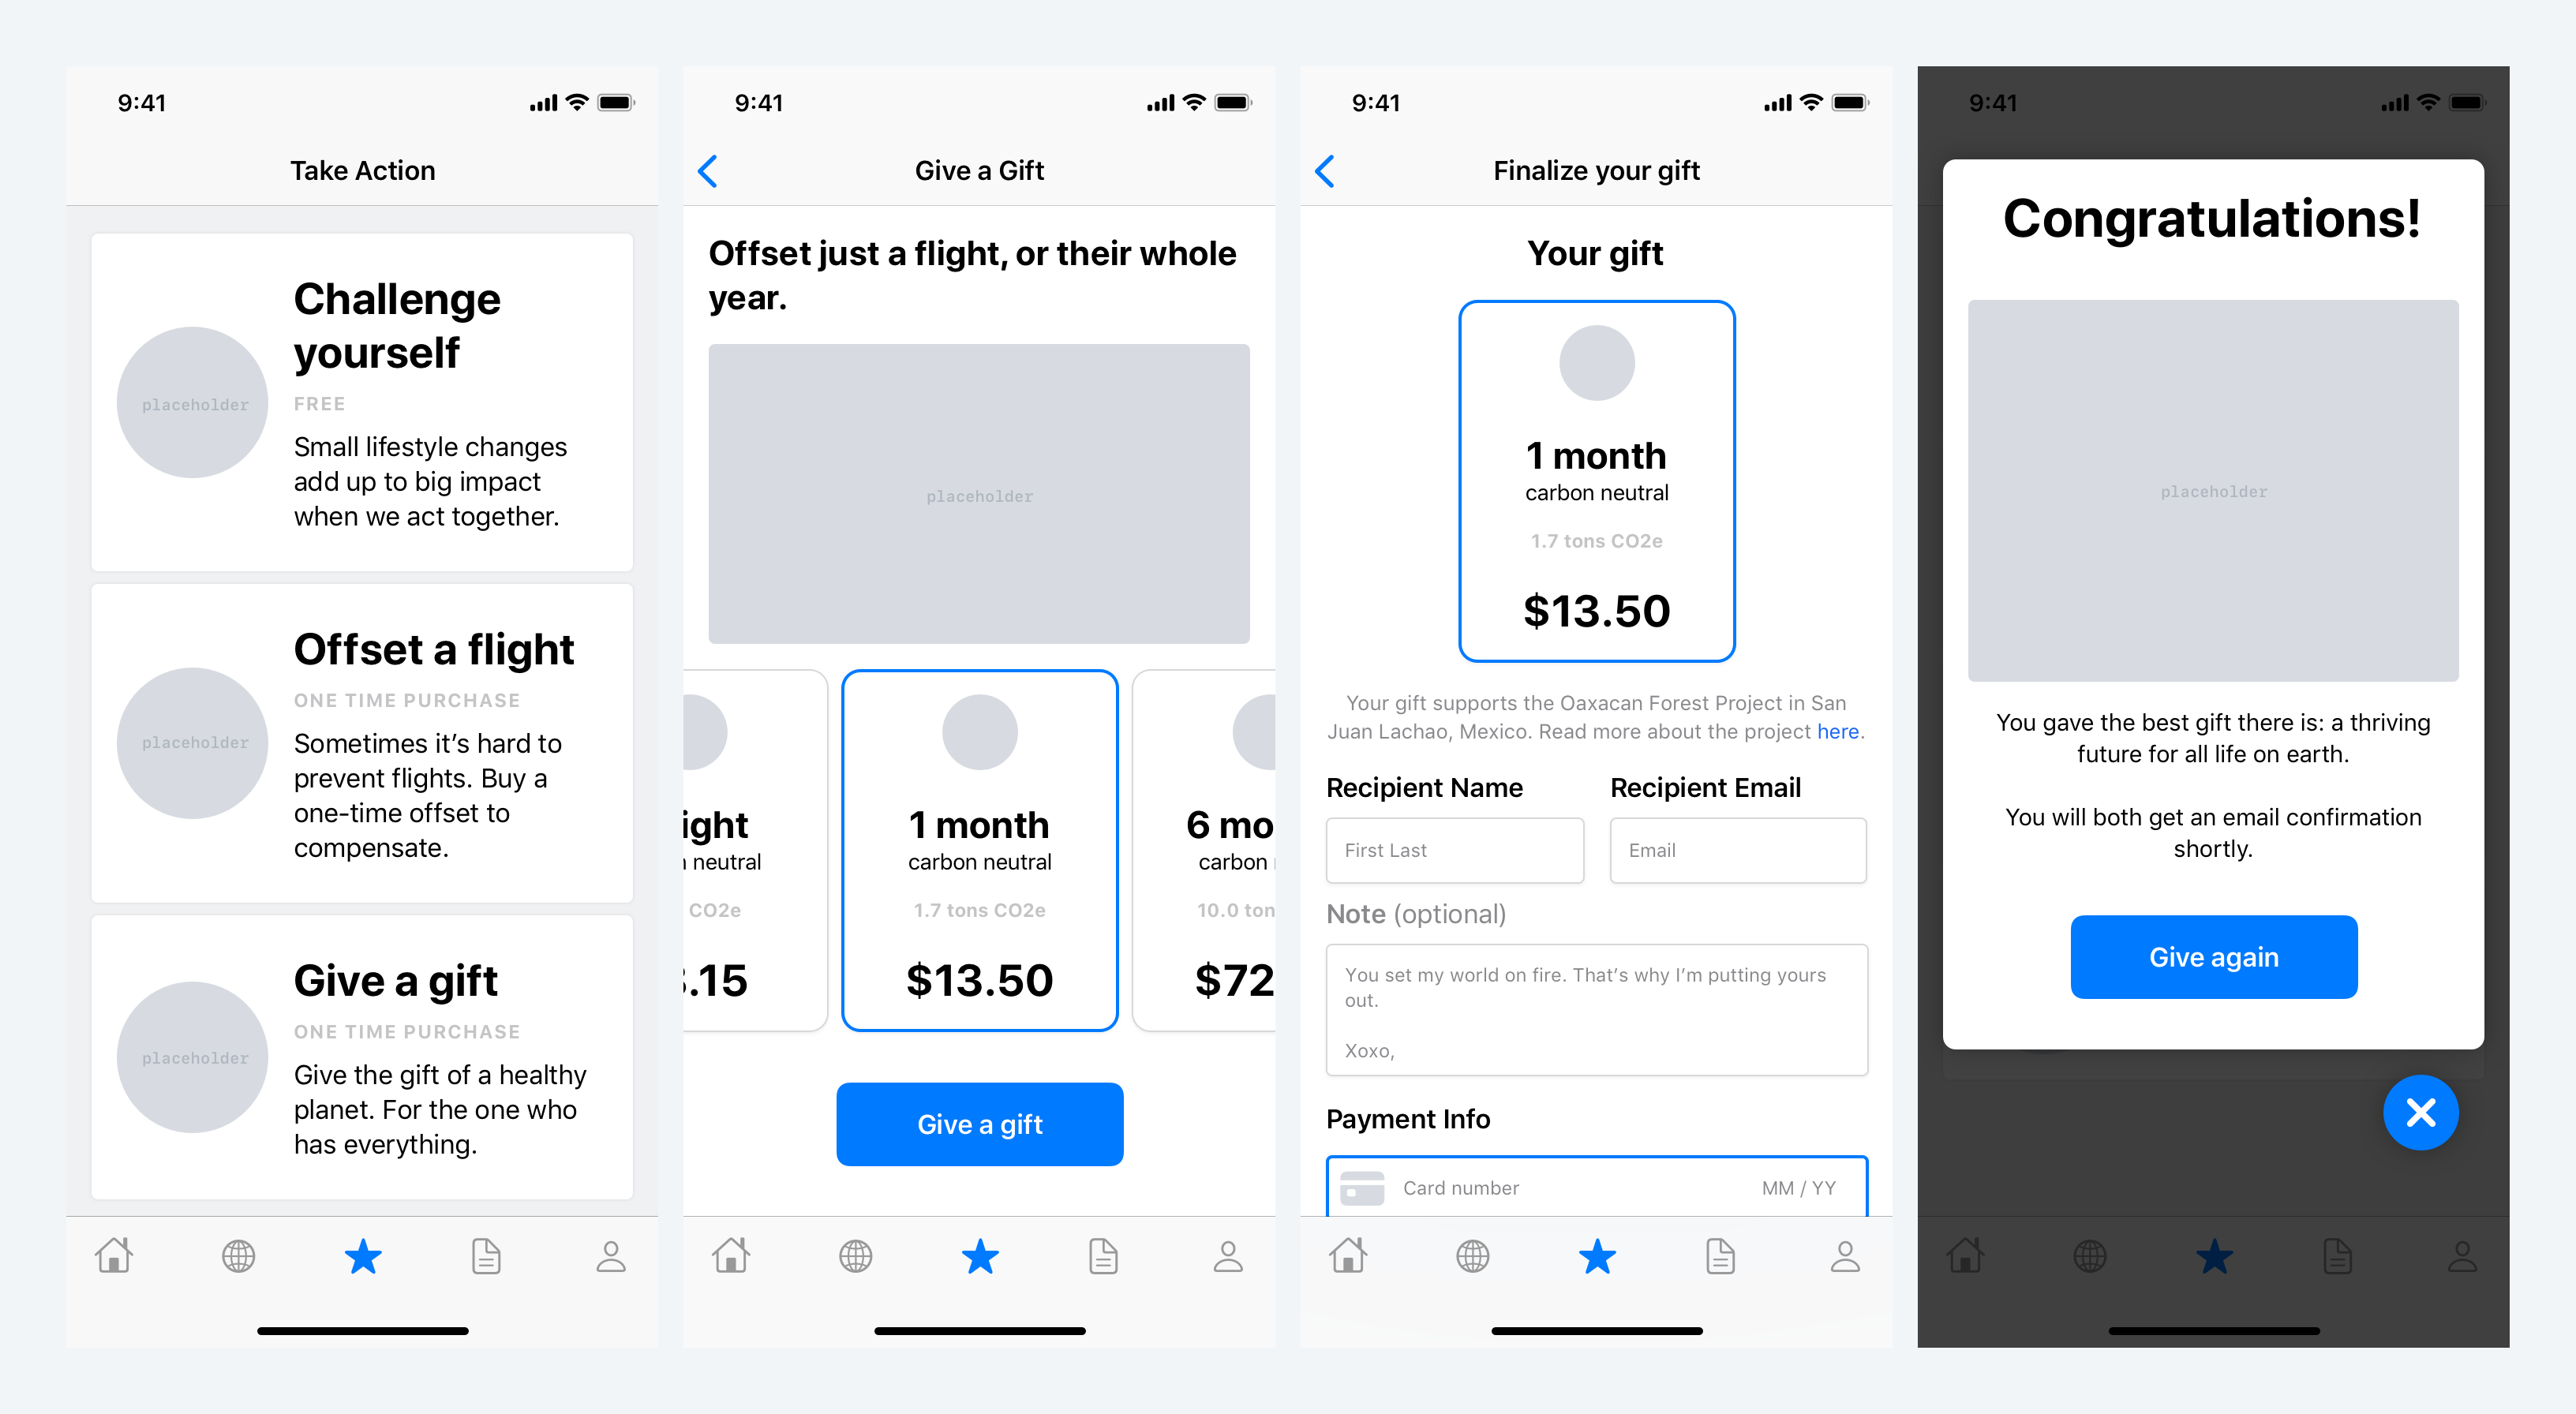 9:41
Take Action
Challenge
yourself
FREE
Small lifestyle changes
add up to big impact
when we act together.
placeholder
Offset a flight
ONE TIME PURCHASE
Sometimes it’s hard to
prevent flights. Buy a
one-time offset to
compensate.
placeholder
Give a gift
ONE TIME PURCHASE
Give the gift of a healthy
planet. For the one who
has everything.
placeholder
9:41
Give a Gift
Offset just a flight, or their whole
year.
placeholder
ight
neutral
CO2e
.15
1 month
carbon neutral
1.7 tons CO2e
$13.50
6 mo
carbon
10.0 ton
$72
Give a gift
9:41
Finalize your gift
Your gift
1 month
carbon neutral
1.7 tons CO2e
$13.50
Your gift supports the Oaxacan Forest Project in San
Juan Lachao, Mexico. Read more about the project here.
Recipient Name
First Last
Recipient Email
Email
Note (optional)
You set my world on fire. That’s why I’m putting yours
out.
Xoxo,
Payment Info
Card number MM / YY
9:41
Congratulations!
placeholder
You gave the best gift there is: a thriving
future for all life on earth.
You will both get an email confirmation
shortly.
Give again